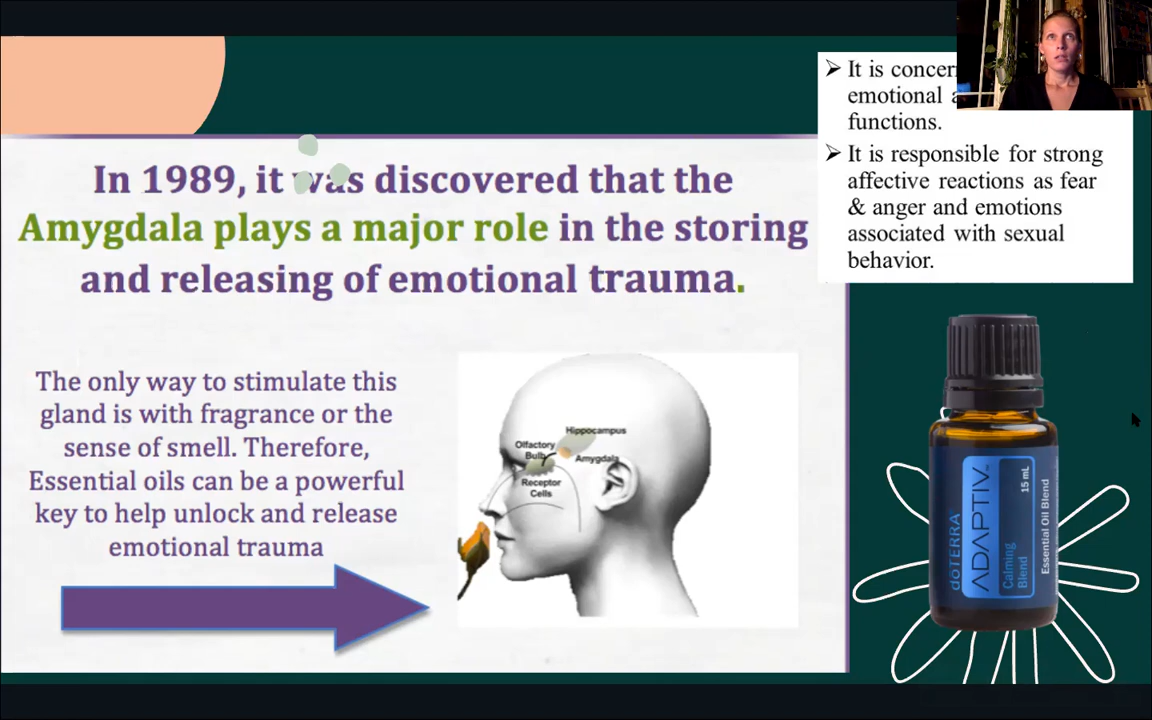 In 1989, it was discovered that the
Amygdala plays a major role in the storing
and releasing of emotional trauma.
The only way to stimulate this
gland is with fragrance or the
sense of smell. Therefore,
Essential oils can be a powerful
key to help unlock and release
emotional trauma
Hippocampus
Olfactory
Bulb
Amygdala
Receptor
Cells
It is
emotional
functions.
It is responsible for strong
affective reactions as fear
& anger and emotions
associated with sexual
behavior.
dōTERRA
ADAPTIV™
Calming
Blend
15 mL
Essential Oil Blend